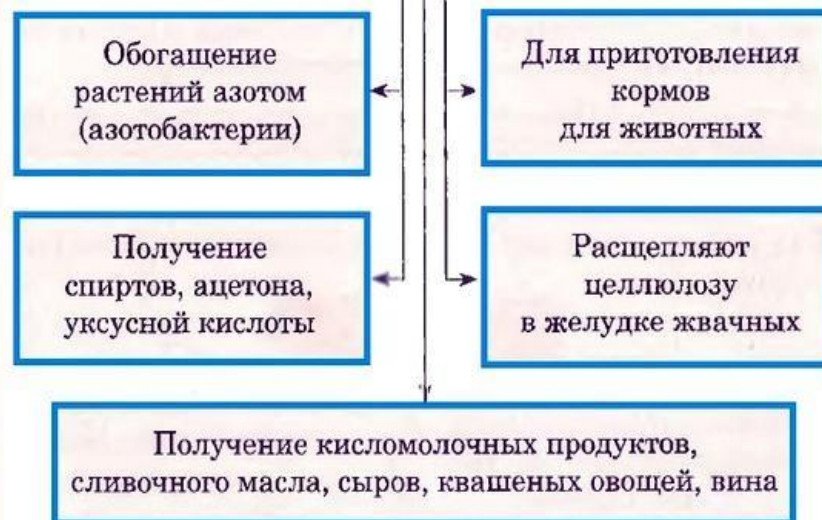 Обогащение
растений азотом
(азотобактерии)
Для приготовления
кормов
для животных
Получение
спиртов, ацетона,
уксусной кислоты
Расщепляют
целлюлозу
в желудке жвачных
Получение кисломолочных продуктов,
сливочного масла, сыров, квашеных овощей, вина